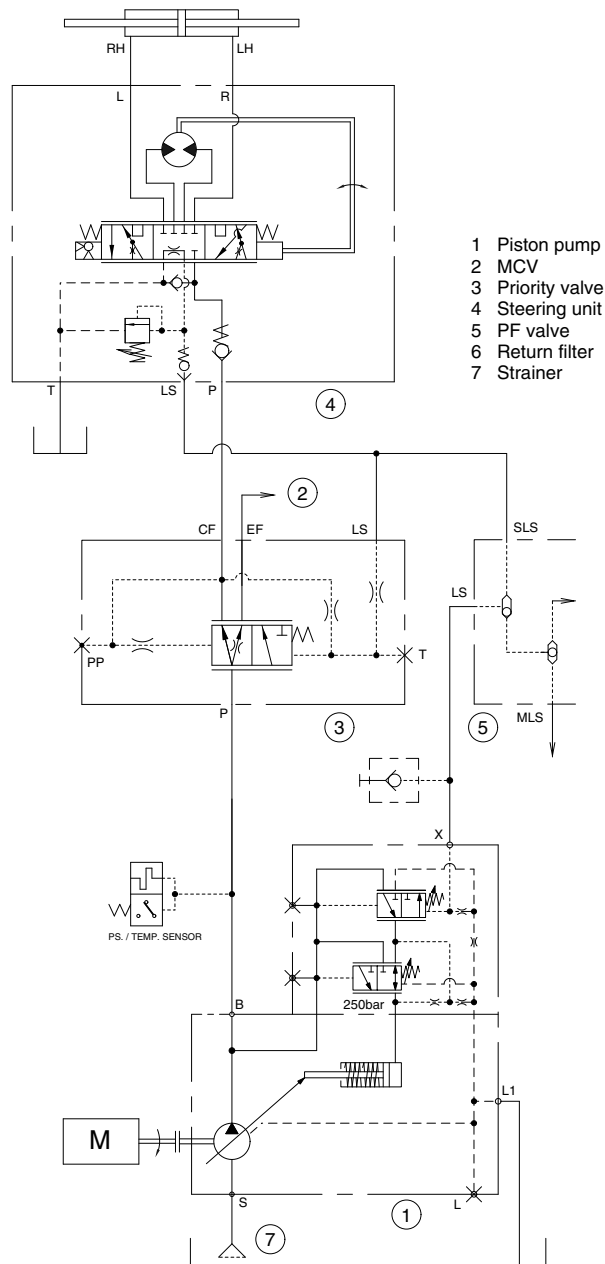 RH LH
L R
1 Piston pump
2 MCV
3 Priority valve
4 Steering unit
5 PF valve
6 Return filter
7 Strainer
T LS P
4
2
CF EF LS
SLS
LS
PP
T
P
3
5
MLS
X
PS. / TEMP. SENSOR
250bar
B
L1
M
S
1
L
7